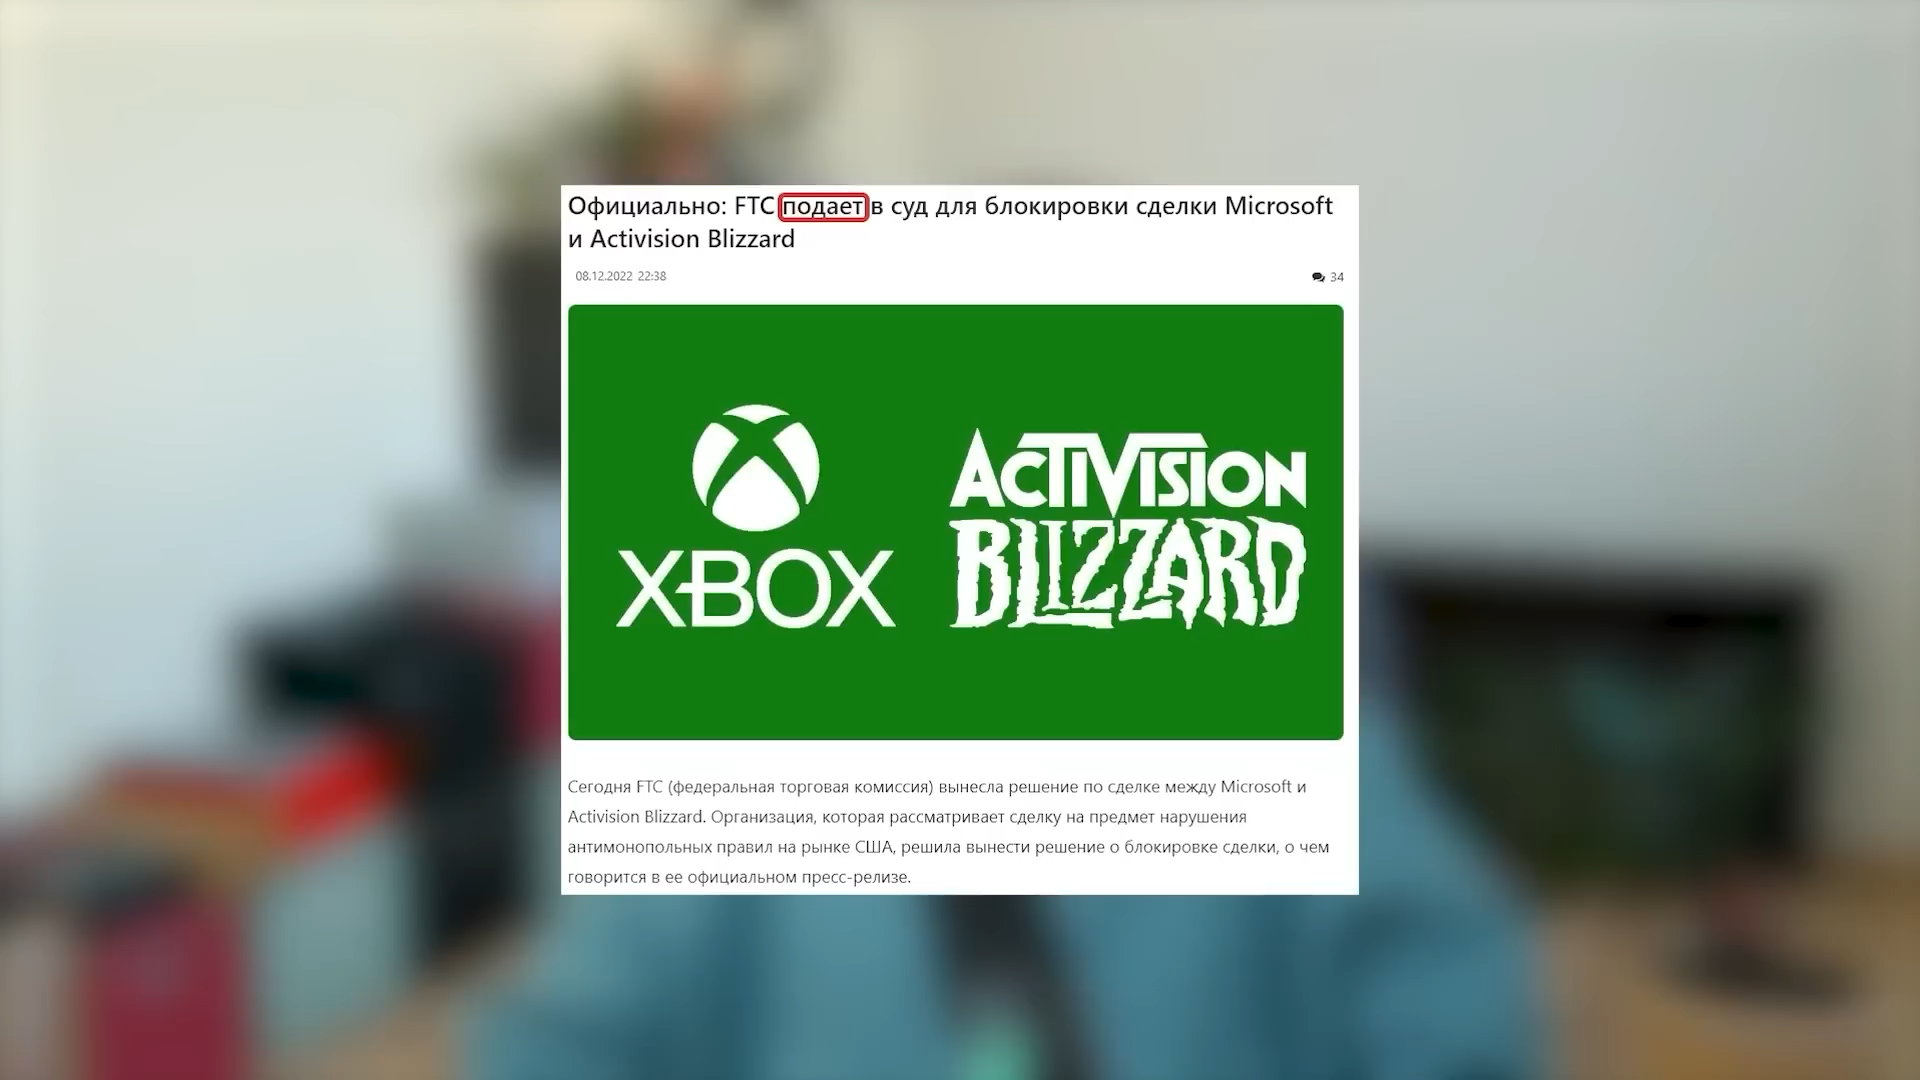 Официально: FTC подает в суд для блокировки сделки Microsoft
и Activision Blizzard
08.12.2022 22:38
34
XBOX
ACTIVISION
BLIZZARD
Сегодня FTC (федеральная торговая комиссия) вынесла решение по сделке между Microsoft и
Activision Blizzard. Организация, которая рассматривает сделку на предмет нарушения
антимонопольных правил на рынке США, решила вынести решение о блокировке сделки, о чем
говорится в ее официальном пресс-релизе.